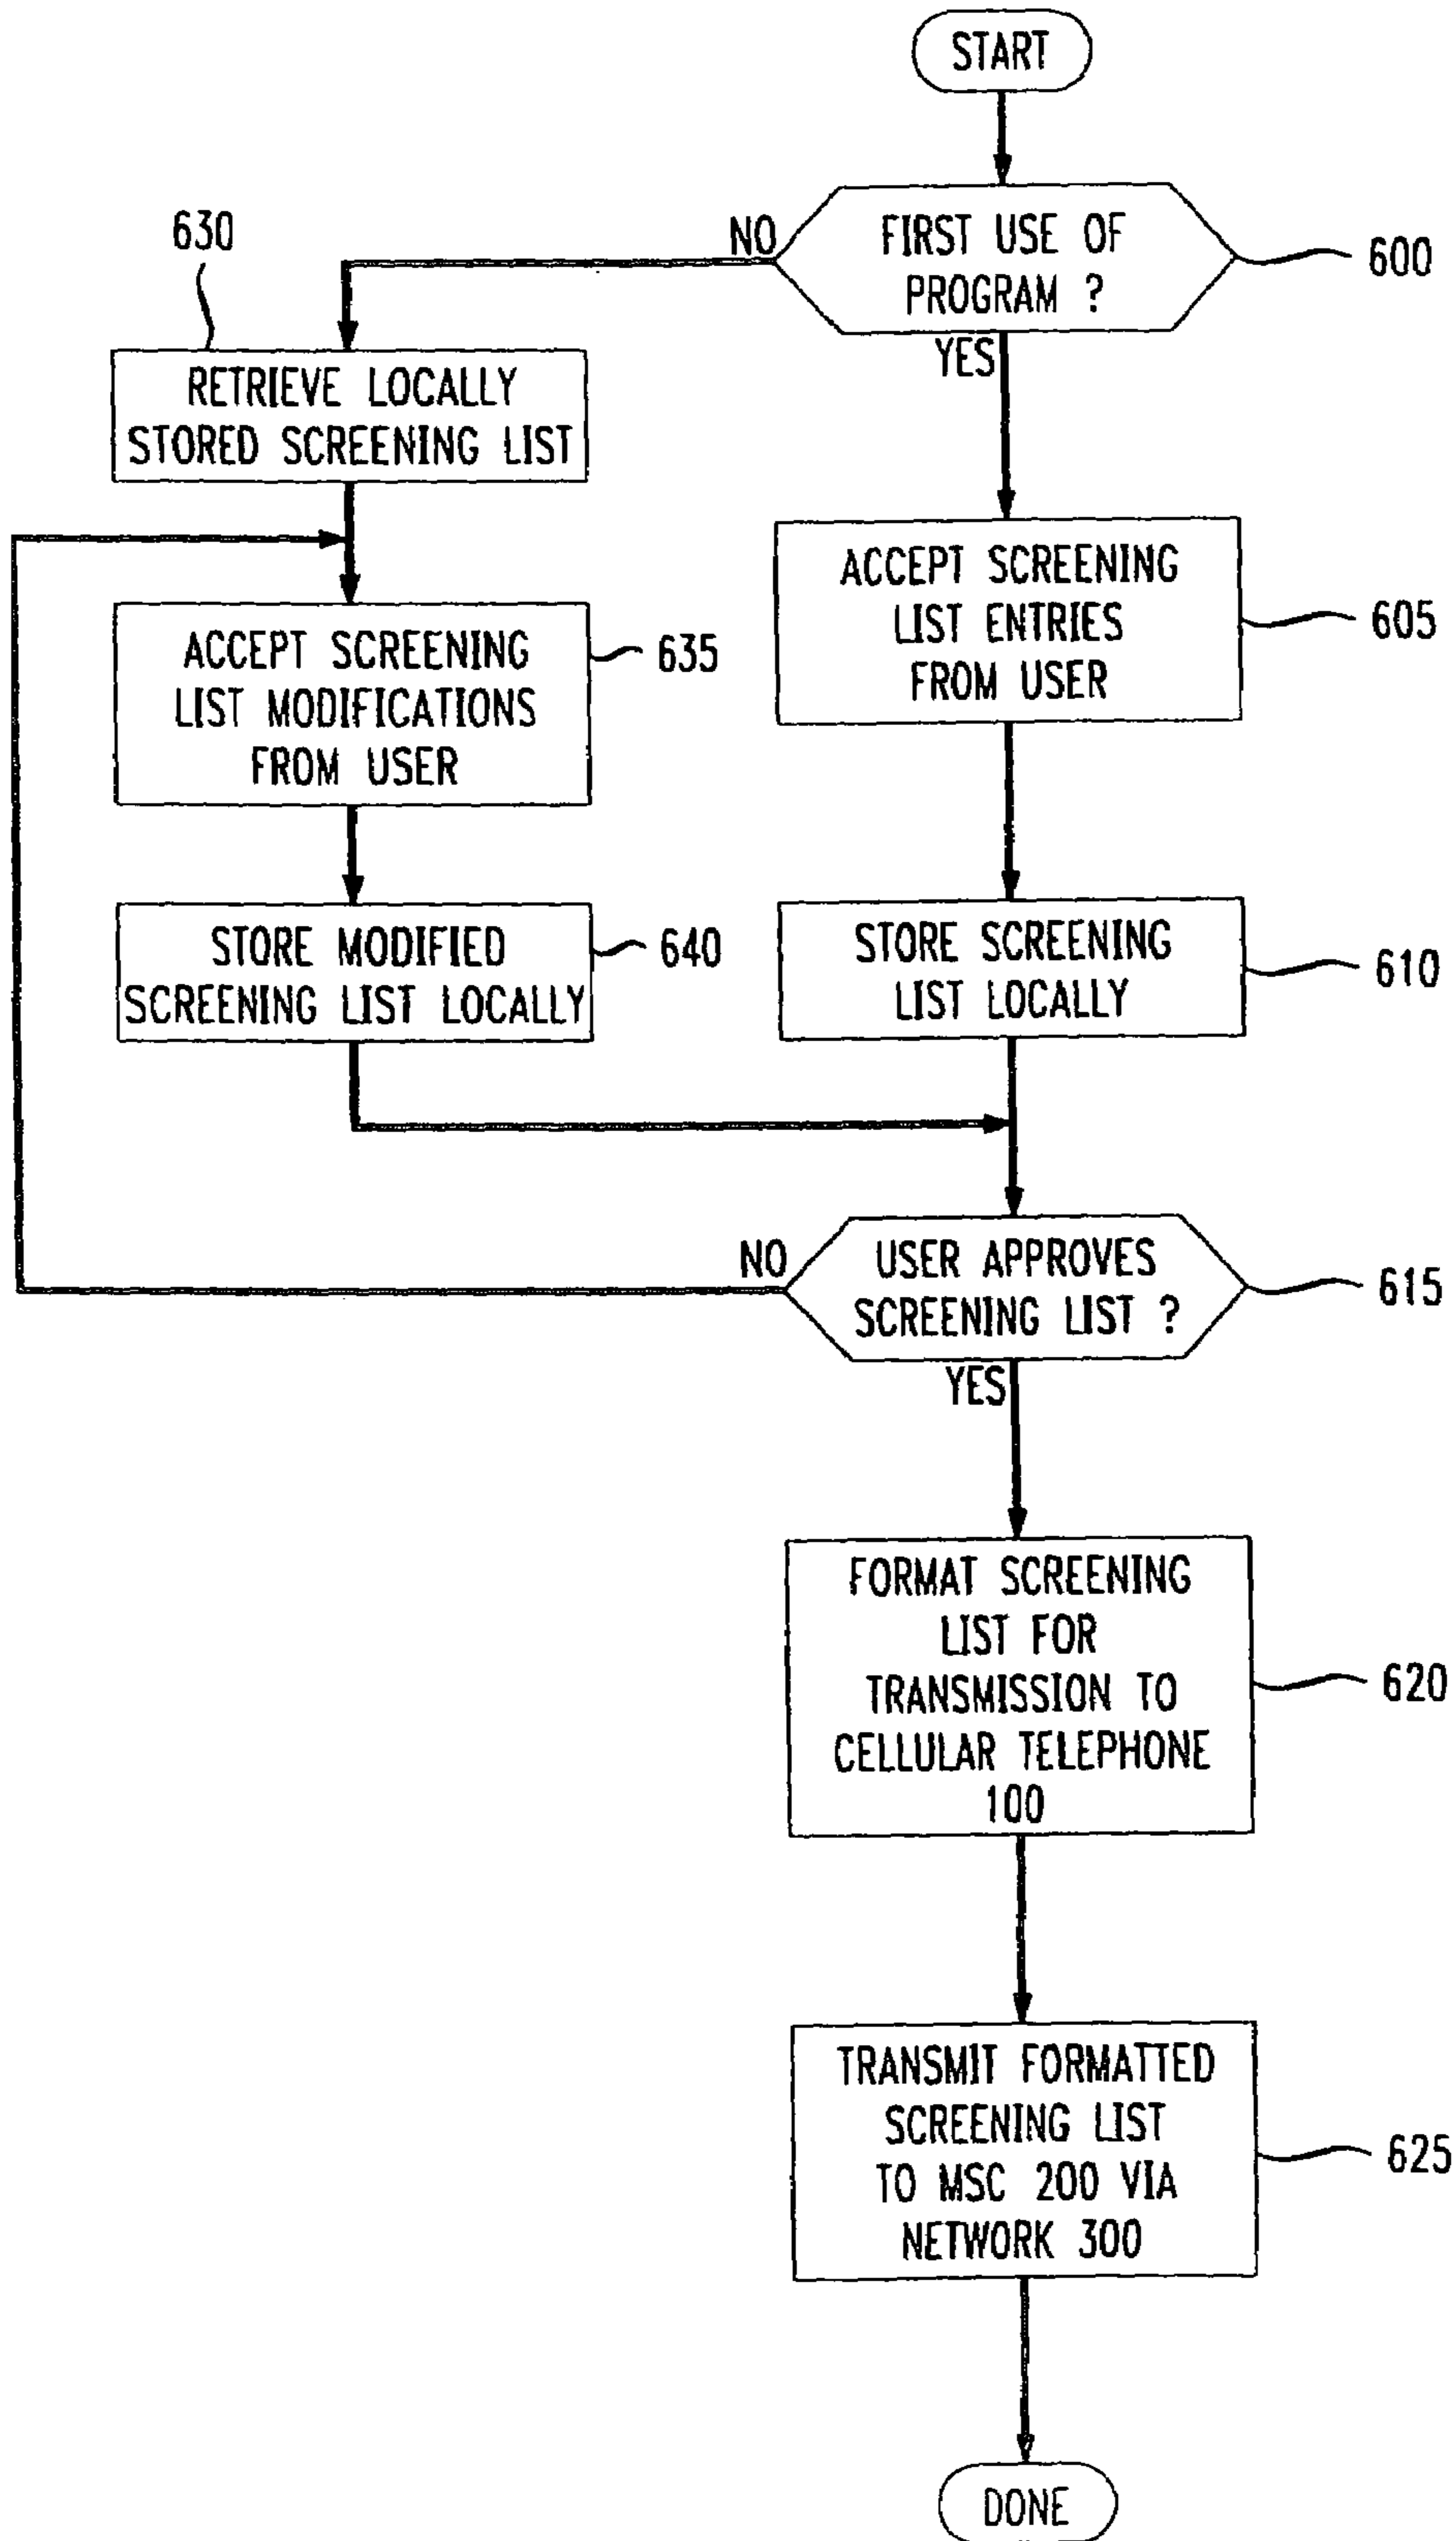 START
FIRST USE OF
PROGRAM ?
600
NO
YES
630
RETRIEVE LOCALLY
STORED SCREENING LIST
ACCEPT SCREENING
LIST ENTRIES
FROM USER
605
ACCEPT SCREENING
LIST MODIFICATIONS
FROM USER
635
STORE MODIFIED
SCREENING LIST LOCALLY
640
STORE SCREENING
LIST LOCALLY
610
USER APPROVES
SCREENING LIST ?
615
NO
YES
FORMAT SCREENING
LIST FOR
TRANSMISSION TO
CELLULAR TELEPHONE
100
620
TRANSMIT FORMATTED
SCREENING LIST
TO MSC 200 VIA
NETWORK 300
625
DONE